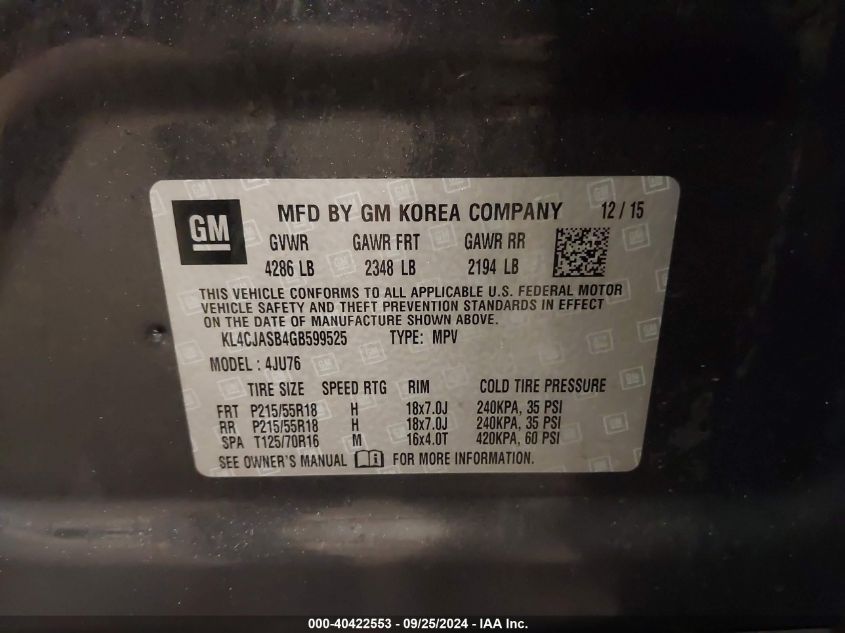 GM MFD BY GM KOREA COMPANY 12 / 15
GVWR GAWR FRT GAWR RR
4286 LB 2348 LB 2194 LB
THIS VEHICLE CONFORMS TO ALL APPLICABLE U.S. FEDERAL MOTOR
VEHICLE SAFETY AND THEFT PREVENTION STANDARDS IN EFFECT
ON THE DATE OF MANUFACTURE SHOWN ABOVE.
KL4CJASB4GB599525 TYPE: MPV
MODEL : 4JU76
TIRE SIZE SPEED RTG RIM COLD TIRE PRESSURE
FRT P215/55R18 H 18x7.0J 240KPA, 35 PSI
RR P215/55R18 H 18x7.0J 240KPA, 35 PSI
SPA T125/70R16 M 16x4.0T 420KPA, 60 PSI
SEE OWNER'S MANUAL FOR MORE INFORMATION.
000-40422553 - 09/25/2024 - IAA Inc.